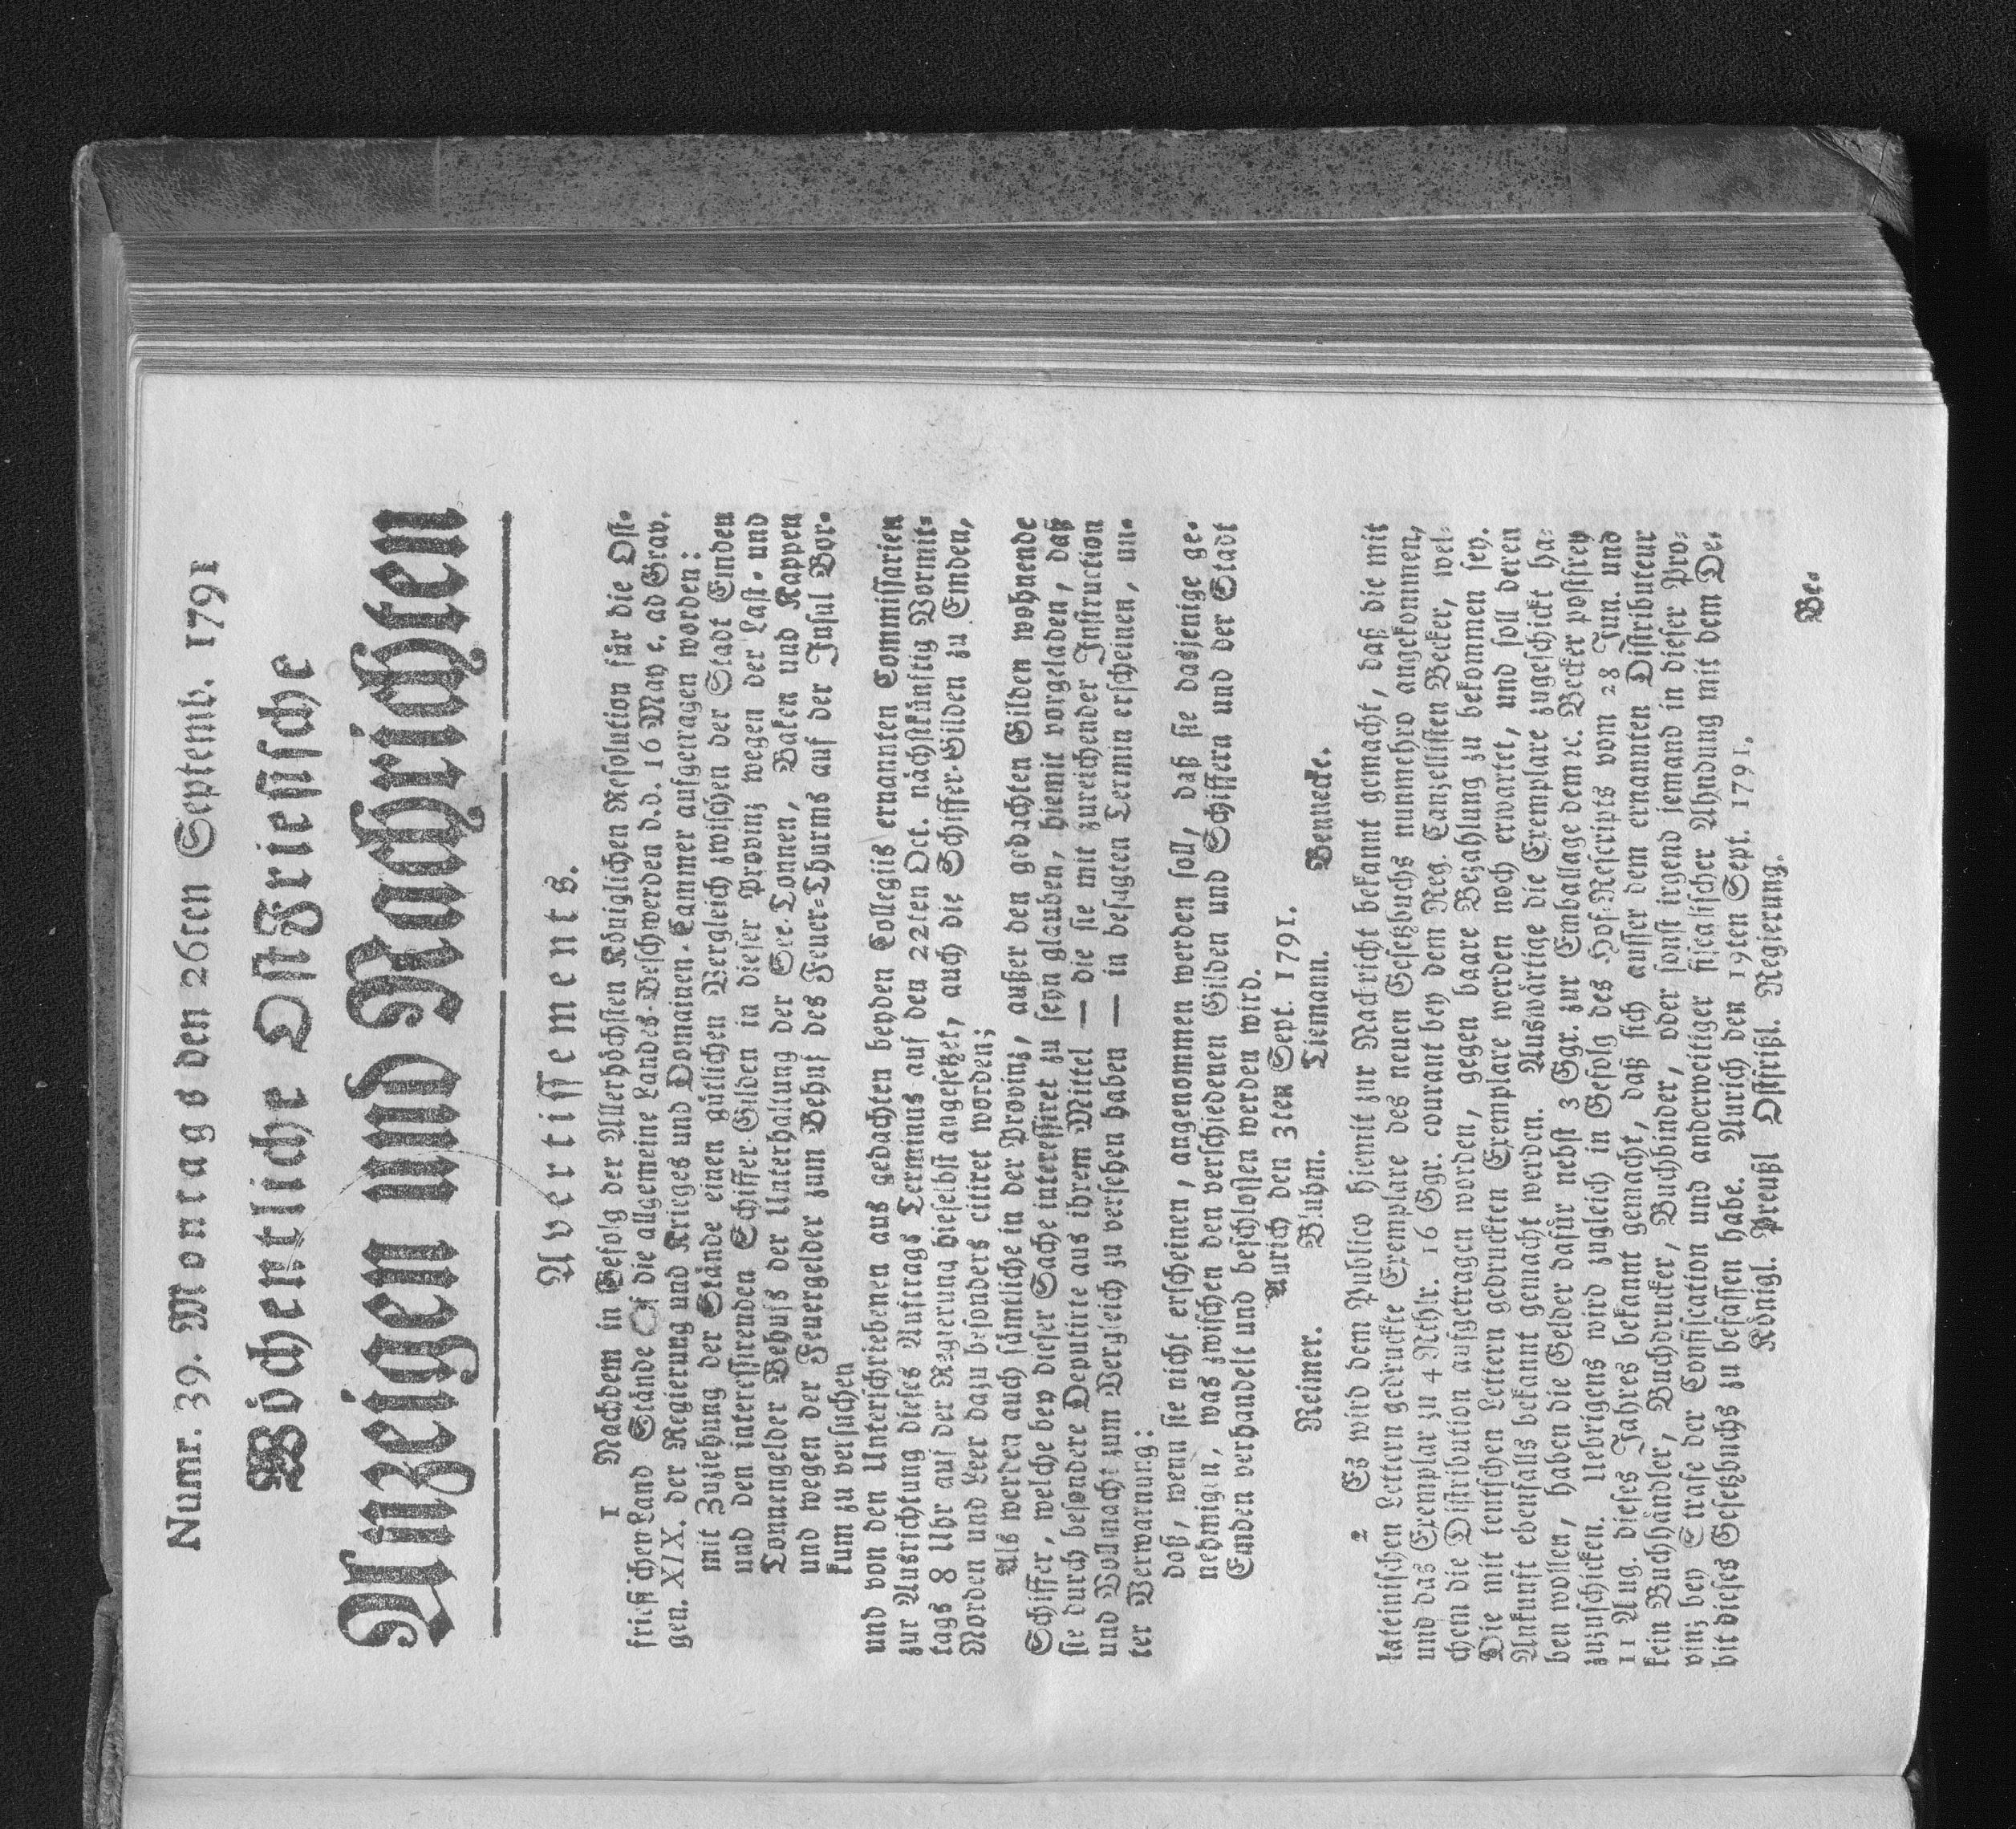 Numr. 39. Montags den 26ten Septemb. 1791
Wöchentliche Ostfriesische
Anzeigen und Nachrichten
Avertissements.
1 Nachdem in Gefolg der Allerhöchsten Königlichen Resolution für die Ost-
friesischen Land Stände auf die allgemeine Landes-Beschwerden d.d. 16 May c. ad Grav.
gen. XIX. der Regierung und Krieges und Domainen-Cammer aufgetragen worden:
mit Zuziehung der Stände einen gütlichen Vergleich zwischen der Stadt Emden
und den interessirenden Schiffer-Gilden in dieser Provinz wegen der Last- und
Tonnengelder Behufs der Unterhaltung der See-Tonnen, Baken und Kappen
und wegen der Feuergelder zum Behuf des Feuer-Thurms auf der Insul Bor-
kum zu versuchen
und von den Unterschriebenen aus gedachten beyden Collegiis ernannten Commissarien
zur Ausrichtung dieses Auftrags Terminus auf den 22ten Oct. nächstkünftig Vormit-
tags 8 Uhr auf der Regierung hieselbst angesetzet, auch die Schiffer-Gilden zu Emden,
Norden und Leer dazu besonders citiret worden;
Als werden auch sämtliche in der Provinz, außer den gedachten Gilden wohnende
Schiffer, welche bey dieser Sache interessiret zu seyn glauben, hiemit vorgeladen, daß
sie durch besondere Deputirte aus ihrem Mittel — die sie mit zureichender Instruction
und Vollmacht zum Vergleich zu versehen haben — in besagten Termin erscheinen, un-
ter Verwarnung:
daß, wenn sie nicht erscheinen, angenommen werden soll, daß sie dasjenige ge-
nehmigen, was zwischen den verschiedenen Gilden und Schiffern und der Stadt
Emden verhandelt und beschlossen werden wird.
Aurich den 3ten Sept. 1791.
Reimer. Bluhm. Tiemann. Bennecke.
2 Es wird dem Publico hiemit zur Nachricht bekannt gemacht, daß die mit
lateinischen Lettern gedruckte Exemplare des neuen Gesetzbuchs nunmehro angekommen,
und das Exemplar zu 4 Rthlr. 16 Ggr. courant bey dem Reg. Canzellisten Becker, wel-
chem die Distribution aufgetragen worden, gegen baare Bezahlung zu bekommen sey.
Die mit teutschen Lettern gedruckten Exemplare werden noch erwartet, und soll deren
Ankunft ebenfalls bekannt gemacht werden. Auswärtige die Exemplare zugeschickt ha-
ben wollen, haben die Gelder dafür nebst 3 Ggr. zur Emballage dem ꝛc. Becker postfrey
zuzuschicken. Uebrigens wird zugleich in Gefolg des Hof-Rescripts vom 28 Jun. und
11 Aug. dieses Jahres bekannt gemacht, daß sich ausser dem ernannten Distributeur
kein Buchhändler, Buchdrucker, Buchbinder, oder sonst irgend jemand in dieser Pro-
vinz bey Strafe der Confiscation und anderweitiger fiscalischer Ahndung mit dem De-
bit dieses Gesetzbuchs zu befassen habe. Aurich den 19ten Sept. 1791.
Königl. Preußl Ostfrißl. Regierung.
Be-